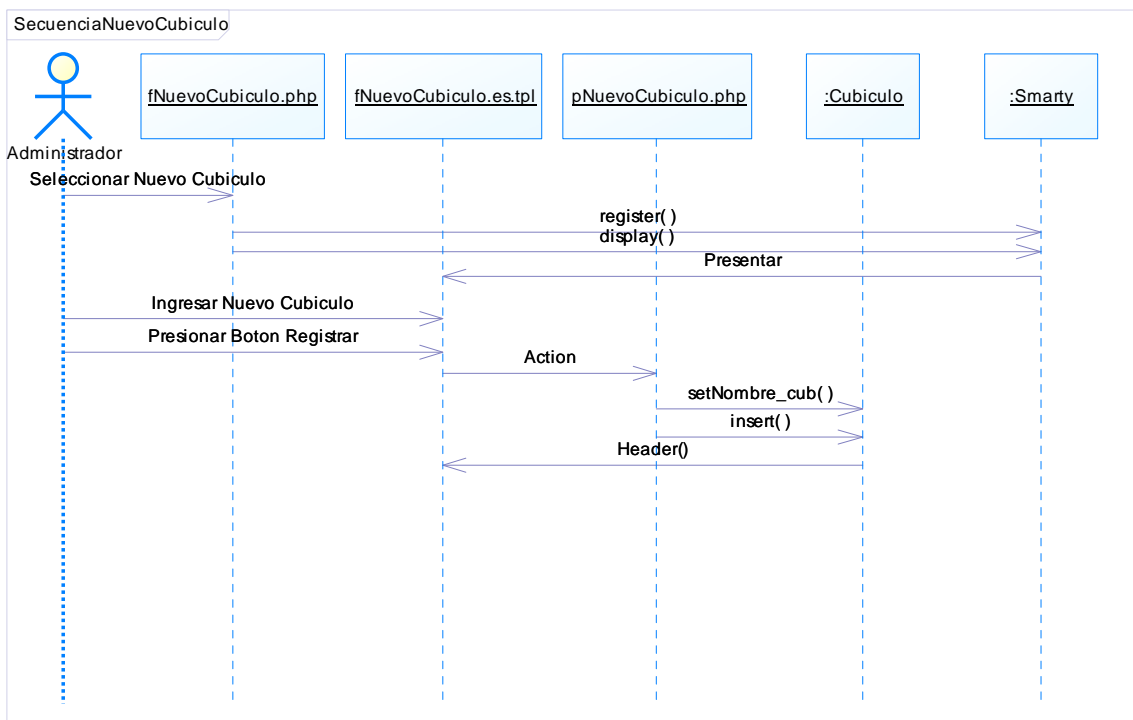 SecuenciaNuevoCubiculo
fNuevoCubiculo.php
fNuevoCubiculo.es.tpl
pNuevoCubiculo.php
:Cubiculo
:Smarty
Administrador
Seleccionar Nuevo Cubiculo
register( )
display( )
Presentar
Ingresar Nuevo Cubiculo
Presionar Boton Registrar
Action
setNombre_cub( )
insert( )
Header()